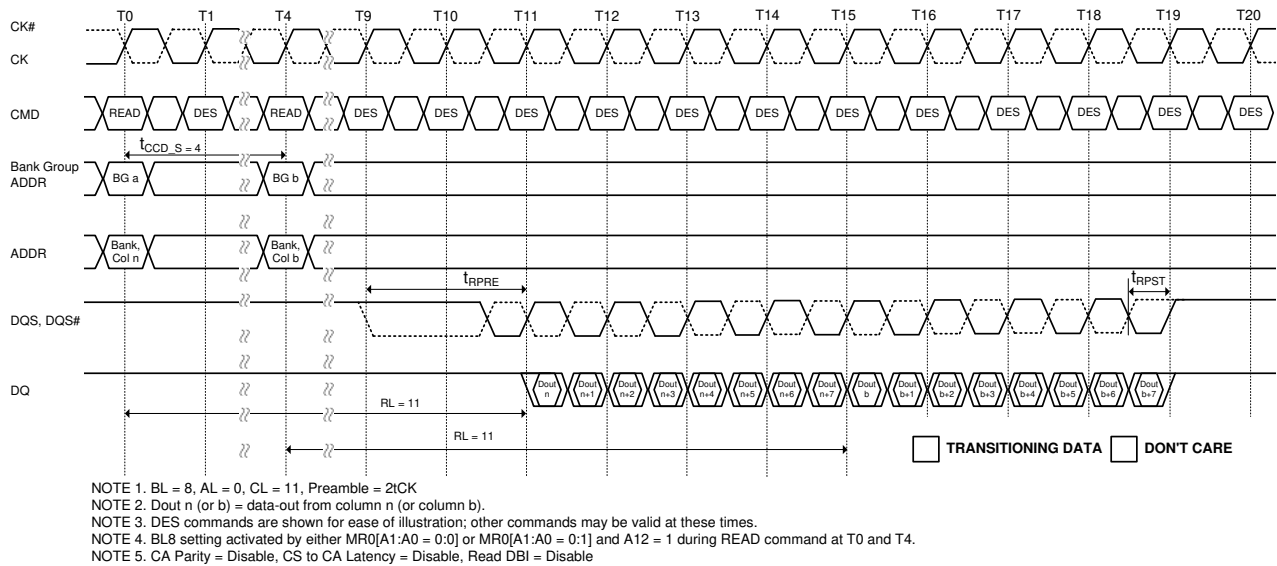 T0 T1 T4 T9 T10 T11 T12 T13 T14 T15 T16 T17 T18 T19 T20
CK#
CK
CMD READ DES READ DES DES DES DES DES DES DES DES DES DES DES DES
tCCD_S = 4
Bank Group
ADDR
BG a BG b
ADDR
Bank,
Col n
Bank,
Col b
tRPRE tRPST
DQS, DQS#
DQ
Dout
n
Dout
n+1
Dout
n+2
Dout
n+3
Dout
n+4
Dout
n+5
Dout
n+6
Dout
n+7
Dout
b
Dout
b+1
Dout
b+2
Dout
b+3
Dout
b+4
Dout
b+5
Dout
b+6
Dout
b+7
RL = 11
RL = 11
TRANSITIONING DATA DON'T CARE
NOTE 1. BL = 8, AL = 0, CL = 11, Preamble = 2tCK
NOTE 2. Dout n (or b) = data-out from column n (or column b).
NOTE 3. DES commands are shown for ease of illustration; other commands may be valid at these times.
NOTE 4. BL8 setting activated by either MR0[A1:A0 = 0:0] or MR0[A1:A0 = 0:1] and A12 = 1 during READ command at T0 and T4.
NOTE 5. CA Parity = Disable, CS to CA Latency = Disable, Read DBI = Disable